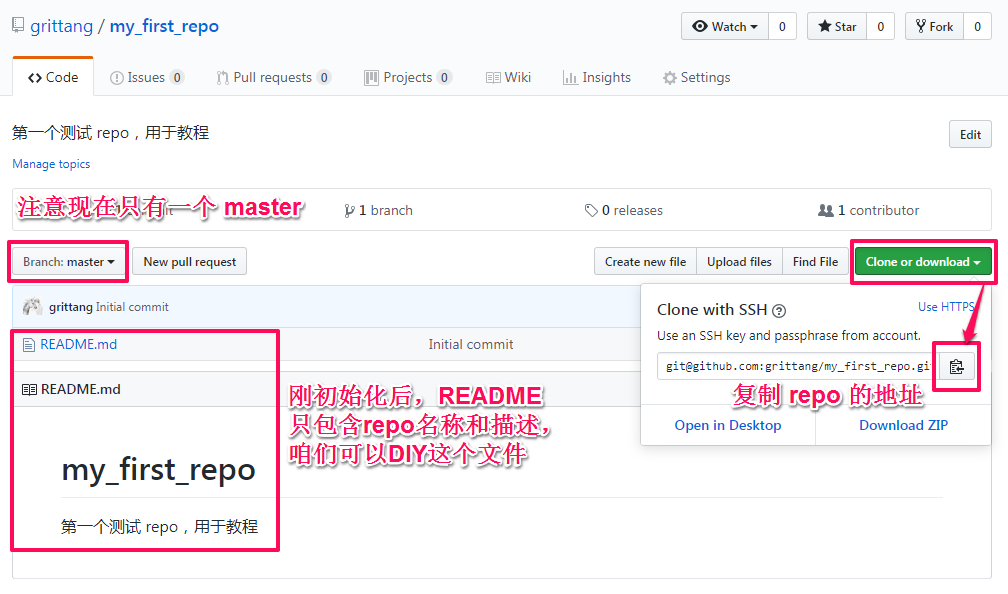 grittang / my_first_repo
Watch 0 Star 0 Fork 0
Code Issues 0 Pull requests 0 Projects 0 Wiki Insights Settings
第一个测试 repo，用于教程
Edit
Manage topics
注意现在只有一个 master
1 branch 0 releases 1 contributor
Branch: master New pull request Create new file Upload files Find File Clone or download
grittang Initial commit
Clone with SSH Use HTTPS
Use an SSH key and passphrase from account.
README.md Initial commit
git@github.com:grittang/my_first_repo.gi
README.md
刚初始化后，README
只包含repo名称和描述，
咱们可以DIY这个文件
复制 repo 的地址
Open in Desktop Download ZIP
my_first_repo
第一个测试 repo，用于教程